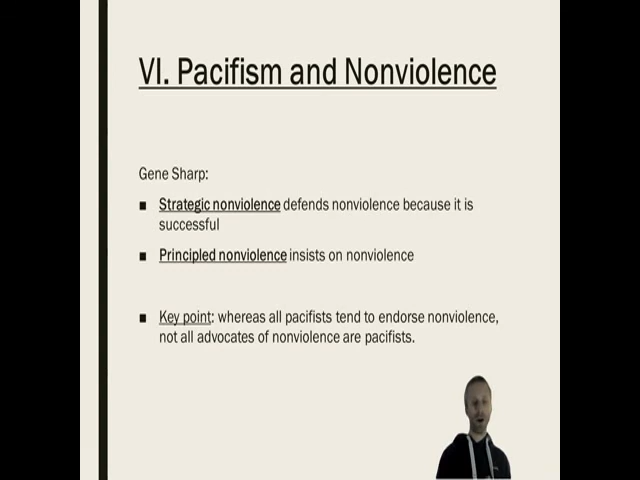 VI. Pacifism and Nonviolence
Gene Sharp:
■ Strategic nonviolence defends nonviolence because it is
successful
■ Principled nonviolence insists on nonviolence
■ Key point: whereas all pacifists tend to endorse nonviolence,
not all advocates of nonviolence are pacifists.